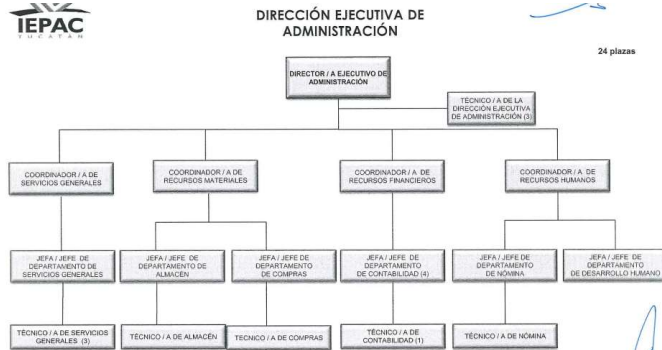 IEPAC
YUCATÁN
DIRECCIÓN EJECUTIVA DE
ADMINISTRACIÓN
24 plazas
DIRECTOR / A EJECUTIVO DE
ADMINISTRACIÓN
TÉCNICO / A DE LA
DIRECCIÓN EJECUTIVA
DE ADMINISTRACIÓN (3)
COORDINADOR / A DE
SERVICIOS GENERALES
COORDINADOR / A DE
RECURSOS MATERIALES
COORDINADOR / A DE
RECURSOS FINANCIEROS
COORDINADOR / A DE
RECURSOS HUMANOS
JEFA / JEFE DE
DEPARTAMENTO DE
SERVICIOS GENERALES
JEFA / JEFE DE
DEPARTAMENTO DE
ALMACÉN
JEFA / JEFE DE
DEPARTAMENTO
DE COMPRAS
JEFA / JEFE DE
DEPARTAMENTO
DE CONTABILIDAD (4)
JEFA / JEFE DE
DEPARTAMENTO
DE NÓMINA
JEFA / JEFE DE
DEPARTAMENTO
DE DESARROLLO HUMANO
TÉCNICO / A DE SERVICIOS
GENERALES (3)
TÉCNICO / A DE ALMACÉN
TECNICO / A DE COMPRAS
TÉCNICO / A DE
CONTABILIDAD (1)
TÉCNICO / A DE NÓMINA